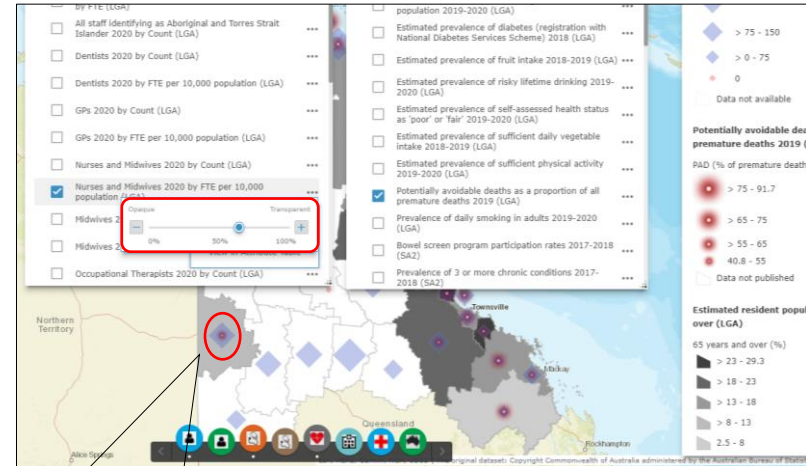 by FTE (LGA)
All staff identifying as Aboriginal and Torres Strait
Islander 2020 by Count (LGA)
Dentists 2020 by Count (LGA)
Dentists 2020 by FTE per 10,000 population (LGA)
GPs 2020 by Count (LGA)
GPs 2020 by FTE per 10,000 population (LGA)
Nurses and Midwives 2020 by Count (LGA)
Nurses and Midwives 2020 by FTE per 10,000
population (LGA)
Opaque Transparent
Midwives 2
0% 50% 100%
Midwives 2
View in Attribute Table
Occupational Therapists 2020 by Count (LGA)
population 2019-2020 (LGA)
Estimated prevalence of diabetes (registration with
National Diabetes Services Scheme) 2018 (LGA)
Estimated prevalence of fruit intake 2018-2019 (LGA)
Estimated prevalence of risky lifetime drinking 2019-
2020 (LGA)
Estimated prevalence of self-assessed health status
as 'poor' or 'fair' 2019-2020 (LGA)
Estimated prevalence of sufficient daily vegetable
intake 2018-2019 (LGA)
Estimated prevalence of sufficient physical activity
2019-2020 (LGA)
Potentially avoidable deaths as a proportion of all
premature deaths 2019 (LGA)
Prevalence of daily smoking in adults 2019-2020
(LGA)
Bowel screen program participation rates 2017-2018
(SA2)
Prevalence of 3 or more chronic conditions 2017-
2018 (SA2)
> 75 - 150
> 0 - 75
0
Data not available
Potentially avoidable dea
premature deaths 2019 (
PAD (% of premature death
> 75 - 91.7
> 65 - 75
> 55 - 65
40.8 - 55
Data not published
Estimated resident popul
over (LGA)
65 years and over (%)
> 23 - 29.3
> 18 - 23
> 13 - 18
> 8 - 13
2.5 - 8
Northern
Territory
Townsville
Mackay
Queensland
Rockhampton
Alice Springs
original dataset: Copyright Commonwealth of Australia administered by the Australian Bureau of Statist